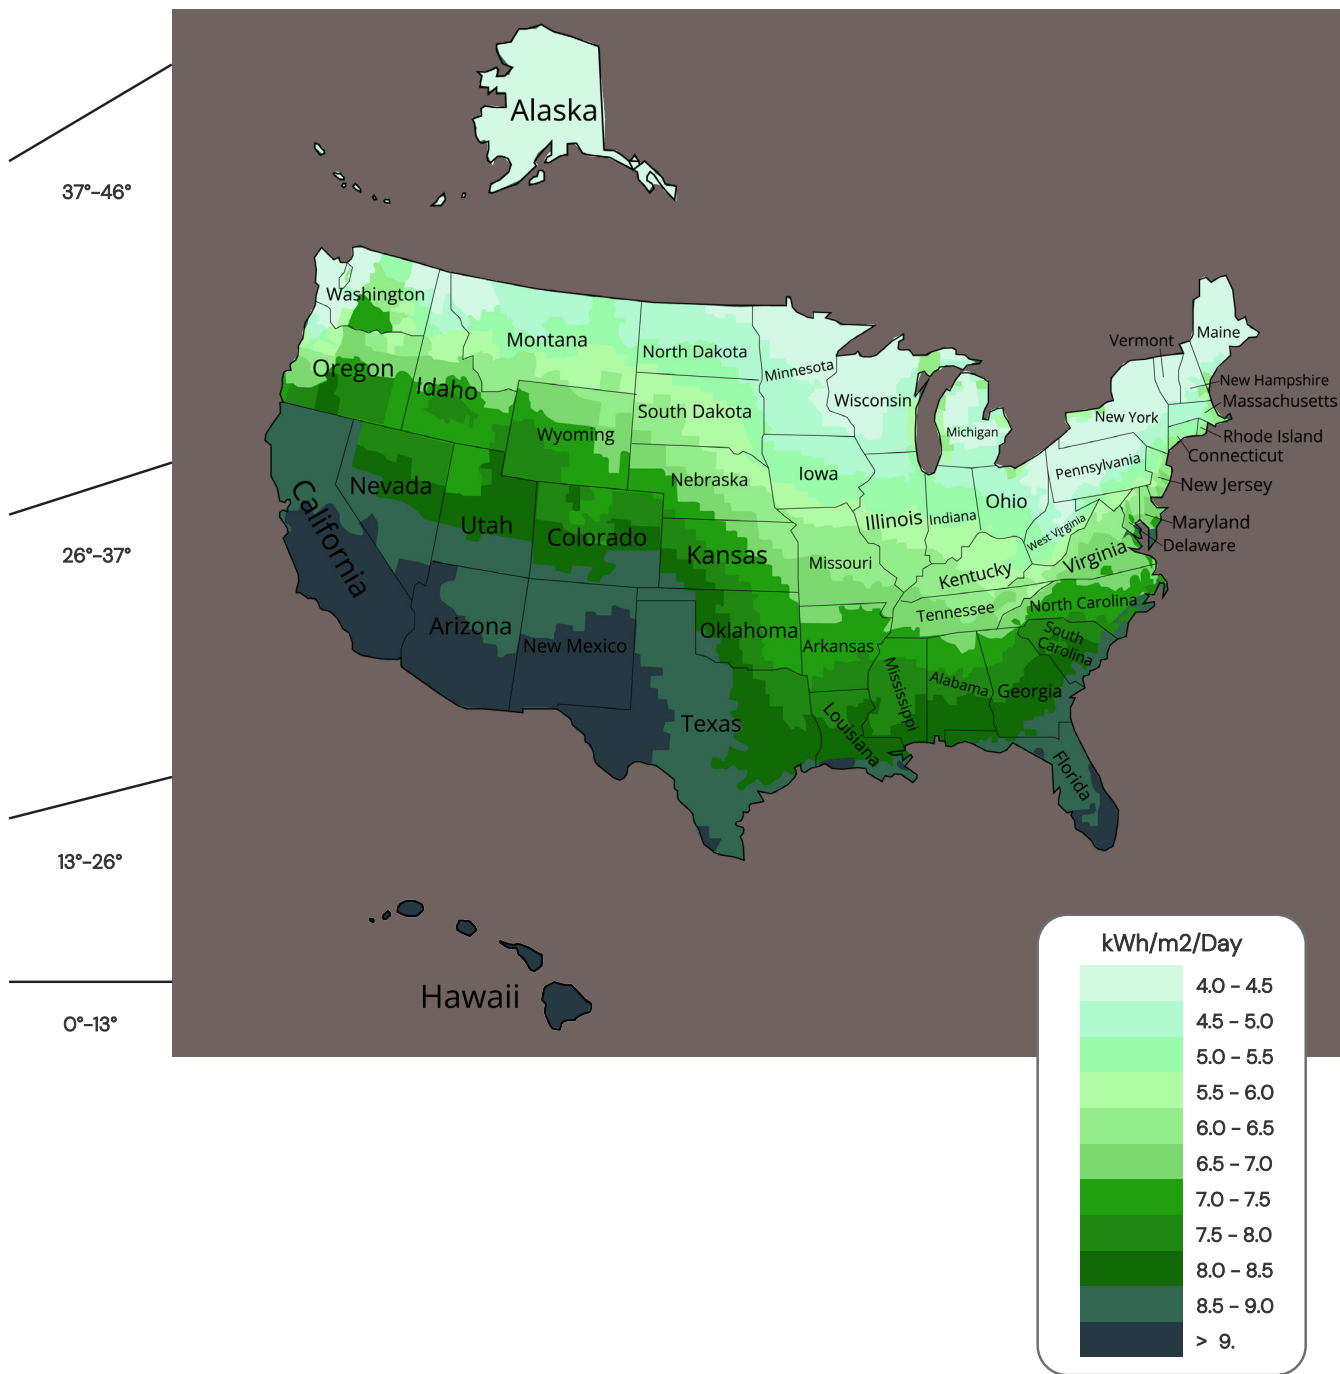 Alaska
37°–46°
Washington
Montana
North Dakota
Minnesota
Vermont
Maine
Oregon
Idaho
New Hampshire
South Dakota
Wisconsin
Massachusetts
Wyoming
Michigan
New York
Rhode Island
Connecticut
Nevada
Nebraska
Iowa
Pennsylvania
New Jersey
Utah
Colorado
Illinois
Indiana
Ohio
West Virginia
Maryland
Delaware
26°–37°
California
Kansas
Missouri
Kentucky
Virginia
Arizona
New Mexico
Oklahoma
Arkansas
Tennessee
North Carolina
South
Carolina
Texas
Louisiana
Mississippi
Alabama
Georgia
Florida
13°–26°
Hawaii
0°–13°
kWh/m2/Day
4.0 – 4.5
4.5 – 5.0
5.0 – 5.5
5.5 – 6.0
6.0 – 6.5
6.5 – 7.0
7.0 – 7.5
7.5 – 8.0
8.0 – 8.5
8.5 – 9.0
> 9.